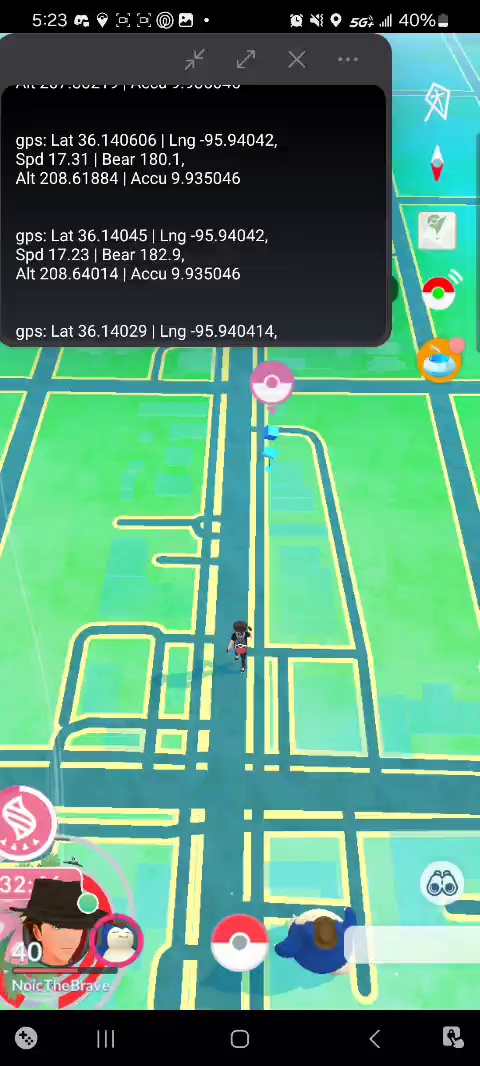 5:23
5G+
40%
gps: Lat 36.140606 | Lng -95.94042,
Spd 17.31 | Bear 180.1,
Alt 208.61884 | Accu 9.935046
gps: Lat 36.14045 | Lng -95.94042,
Spd 17.23 | Bear 182.9,
Alt 208.64014 | Accu 9.935046
gps: Lat 36.14029 | Lng -95.940414,
40
NoicTheBrave